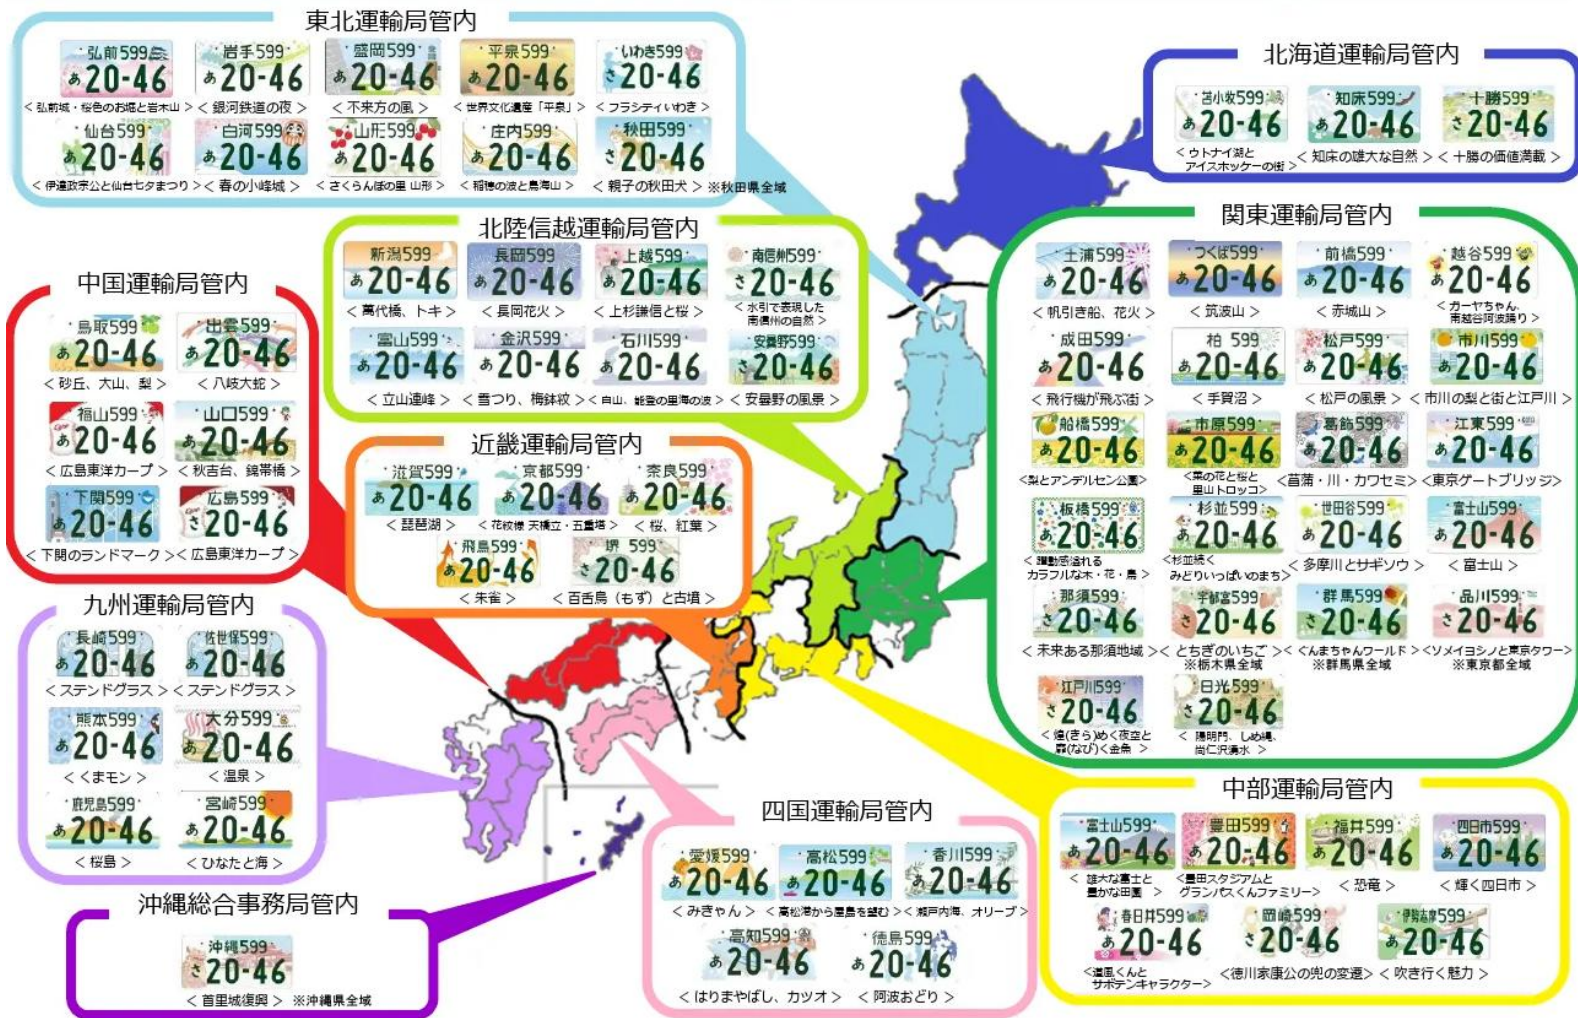 東北運輸局管内
弘前599 岩手599 盛岡599 平泉599 いわき599
あ20-46 あ20-46 あ20-46 あ20-46 さ20-46
<弘前城・桜色のお堀と岩木山> <銀河鉄道の夜> <不来方の風> <世界文化遺産「平泉」> <フラシティいわき>
仙台599 白河599 山形599 庄内599 秋田599
あ20-46 あ20-46 あ20-46 あ20-46 さ20-46
<伊達政宗公と仙台七夕まつり> <春の小峰城> <さくらんぼの里 山形> <稲穂の波と鳥海山> <親子の秋田犬> ※秋田県全域
北海道運輸局管内
苫小牧599 知床599 十勝599
あ20-46 あ20-46 さ20-46
<ウトナイ湖と
アイスホッケーの街> <知床の雄大な自然> <十勝の価値満載>
北陸信越運輸局管内
新潟599 長岡599 上越599 南信州599
あ20-46 あ20-46 あ20-46 さ20-46
<萬代橋、トキ> <長岡花火> <上杉謙信と桜> <水引で表現した
南信州の自然>
富山599 金沢599 石川599 安曇野599
あ20-46 あ20-46 あ20-46 さ20-46
<立山連峰> <雪つり、梅鉢紋> <白山、能登の里海の波> <安曇野の風景>
関東運輸局管内
土浦599 つくば599 前橋599 越谷599
あ20-46 あ20-46 あ20-46 あ20-46
<帆引き船、花火> <筑波山> <赤城山> <ガーヤちゃん、
南越谷阿波踊り>
成田599 柏 599 松戸599 市川599
あ20-46 あ20-46 あ20-46 あ20-46
<飛行機が飛ぶ街> <手賀沼> <松戸の風景> <市川の梨と街と江戸川>
船橋599 市原599 葛飾599 江東599
あ20-46 あ20-46 あ20-46 あ20-46
<梨とアンデルセン公園> <菜の花と桜と
里山トロッコ> <菖蒲・川・カワセミ> <東京ゲートブリッジ>
板橋599 杉並599 世田谷599 富士山599
あ20-46 あ20-46 あ20-46 あ20-46
<躍動感溢れる
カラフルな木・花・鳥> <杉並続く
みどりいっぱいのまち> <多摩川とサギソウ> <富士山>
那須599 宇都宮599 群馬599 品川599
さ20-46 さ20-46 さ20-46 さ20-46
<未来ある那須地域> <とちぎのいちご> <ぐんまちゃんワールド> <ソメイヨシノと東京タワー>
※栃木県全域 ※群馬県全域 ※東京都全域
江戸川599 日光599
さ20-46 さ20-46
<煌(きら)めく夜空と
靡(なび)く金魚> <陽明門、しめ縄、
尚仁沢湧水>
中国運輸局管内
鳥取599 出雲599
あ20-46 あ20-46
<砂丘、大山、梨> <八岐大蛇>
福山599 山口599
あ20-46 あ20-46
<広島東洋カープ> <秋吉台、錦帯橋>
下関599 広島599
あ20-46 さ20-46
<下関のランドマーク> <広島東洋カープ>
近畿運輸局管内
滋賀599 京都599 奈良599
あ20-46 あ20-46 あ20-46
<琵琶湖> <花紋様 天橋立・五重塔> <桜、紅葉>
飛鳥599 堺 599
あ20-46 さ20-46
<朱雀> <百舌鳥(もず)と古墳>
九州運輸局管内
長崎599 佐世保599
あ20-46 あ20-46
<ステンドグラス> <ステンドグラス>
熊本599 大分599
あ20-46 あ20-46
<くまモン> <温泉>
鹿児島599 宮崎599
あ20-46 あ20-46
<桜島> <ひなたと海>
沖縄総合事務局管内
沖縄599
さ20-46
<首里城復興> ※沖縄県全域
四国運輸局管内
愛媛599 高松599 香川599
あ20-46 あ20-46 あ20-46
<みきゃん> <高松港から屋島を望む> <瀬戸内海、オリーブ>
高知599 徳島599
あ20-46 あ20-46
<はりまやばし、カツオ> <阿波おどり>
中部運輸局管内
富士山599 豊田599 福井599 四日市599
あ20-46 あ20-46 あ20-46 あ20-46
<雄大な富士と
豊かな田園> <豊田スタジアムと
グランパスくんファミリー> <恐竜> <輝く四日市>
春日井599 岡崎599 伊勢志摩599
あ20-46 さ20-46 あ20-46
<道風くんと
サボテンキャラクター> <徳川家康公の兜の変遷> <吹き行く魅力>